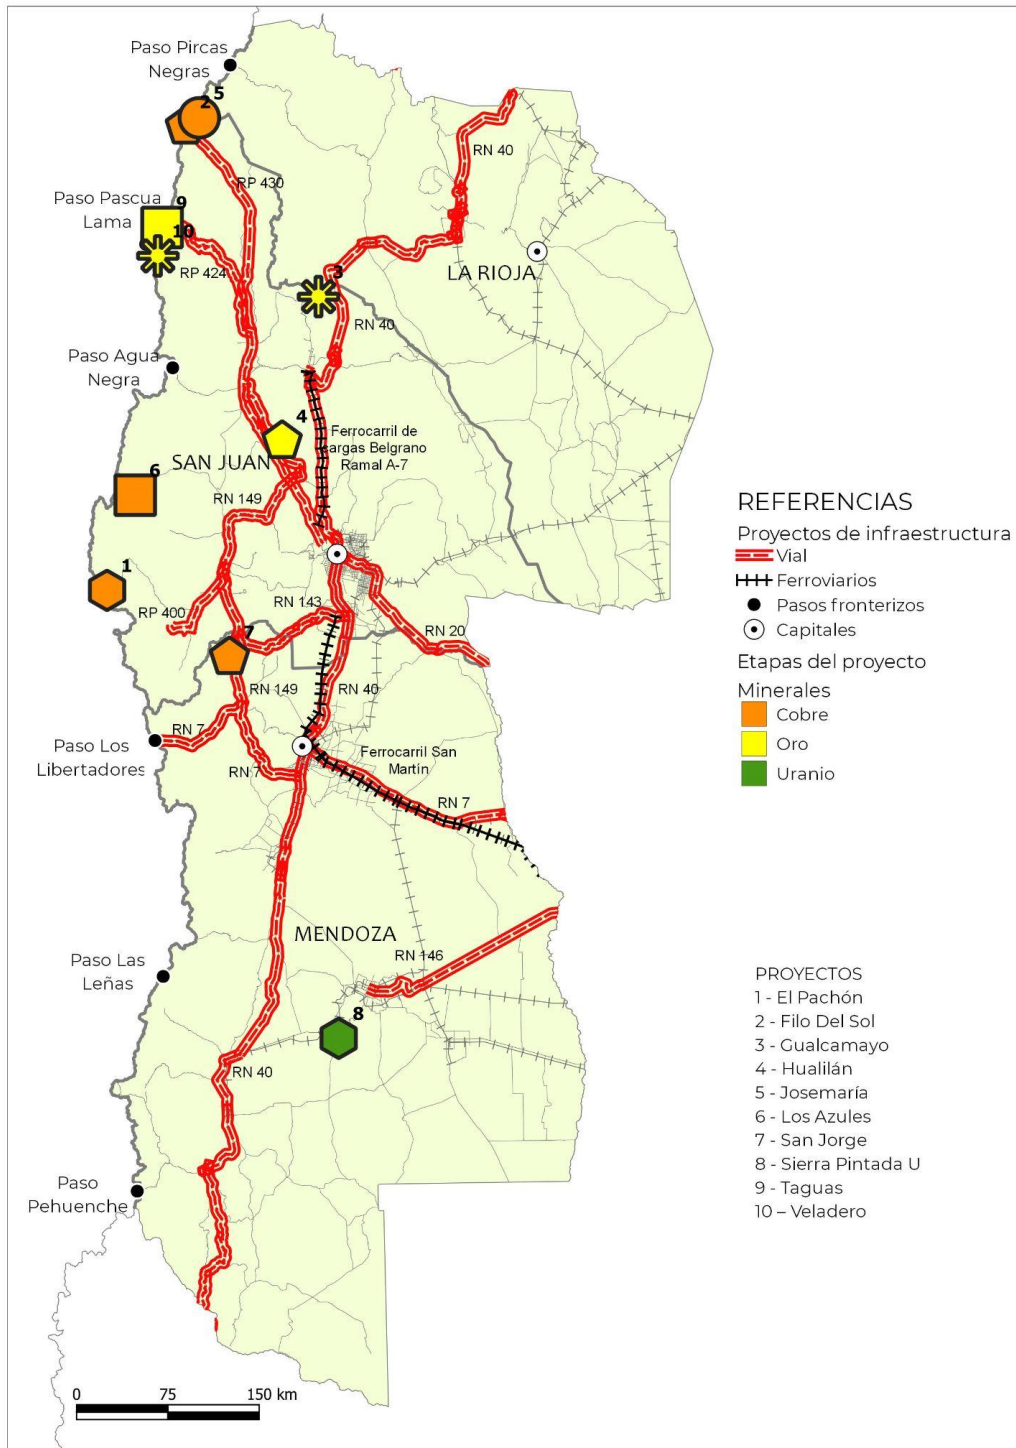 Paso Pircas
Negras
5
2
RN 40
RP 430
Paso Pascua
Lama
9
10
RP 424
3
LA RIOJA
RN 40
Paso Agua
Negra
4
Ferrocarril de
cargas Belgrano
Ramal A-7
SAN JUAN
6
RN 149
1
RP 400
RN 143
7
RN 20
RN 149
RN 40
RN 7
Paso Los
Libertadores
RN 7
Ferrocarril San
Martín
RN 7
MENDOZA
RN 146
Paso Las
Leñas
8
RN 40
Paso
Pehuenche
0 75 150 km
REFERENCIAS
Proyectos de infraestructura
Vial
Ferroviarios
Pasos fronterizos
Capitales
Etapas del proyecto
Minerales
Cobre
Oro
Uranio
PROYECTOS
1 - El Pachón
2 - Filo Del Sol
3 - Gualcamayo
4 - Hualilán
5 - Josemaría
6 - Los Azules
7 - San Jorge
8 - Sierra Pintada U
9 - Taguas
10 – Veladero